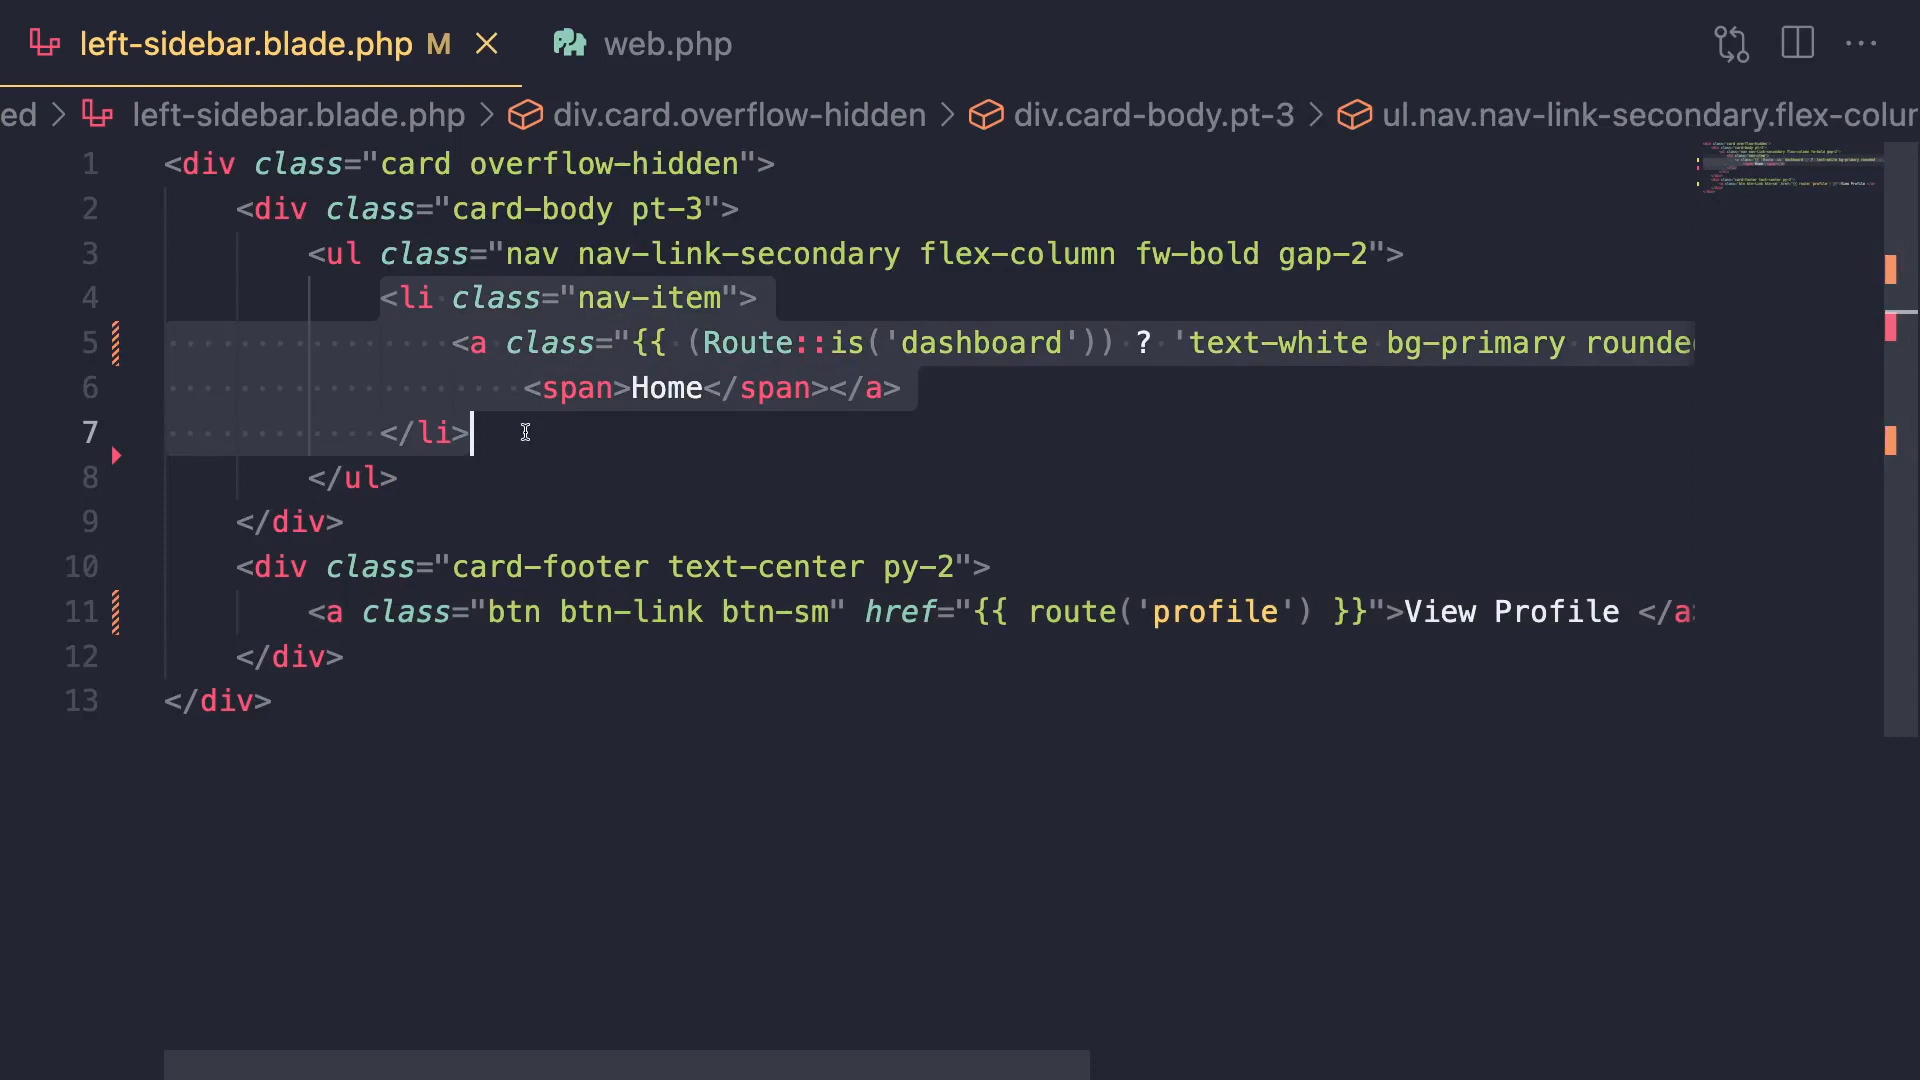 left-sidebar.blade.php M
web.php
ed > left-sidebar.blade.php > div.card.overflow-hidden > div.card-body.pt-3 > ul.nav.nav-link-secondary.flex-colur
1 <div class="card overflow-hidden">
2 <div class="card-body pt-3">
3 <ul class="nav nav-link-secondary flex-column fw-bold gap-2">
4 <li class="nav-item">
5 <a class="{{ (Route::is('dashboard')) ? 'text-white bg-primary rounde
6 <span>Home</span></a>
7 </li>
8 </ul>
9 </div>
10 <div class="card-footer text-center py-2">
11 <a class="btn btn-link btn-sm" href="{{ route('profile') }}">View Profile </a
12 </div>
13 </div>